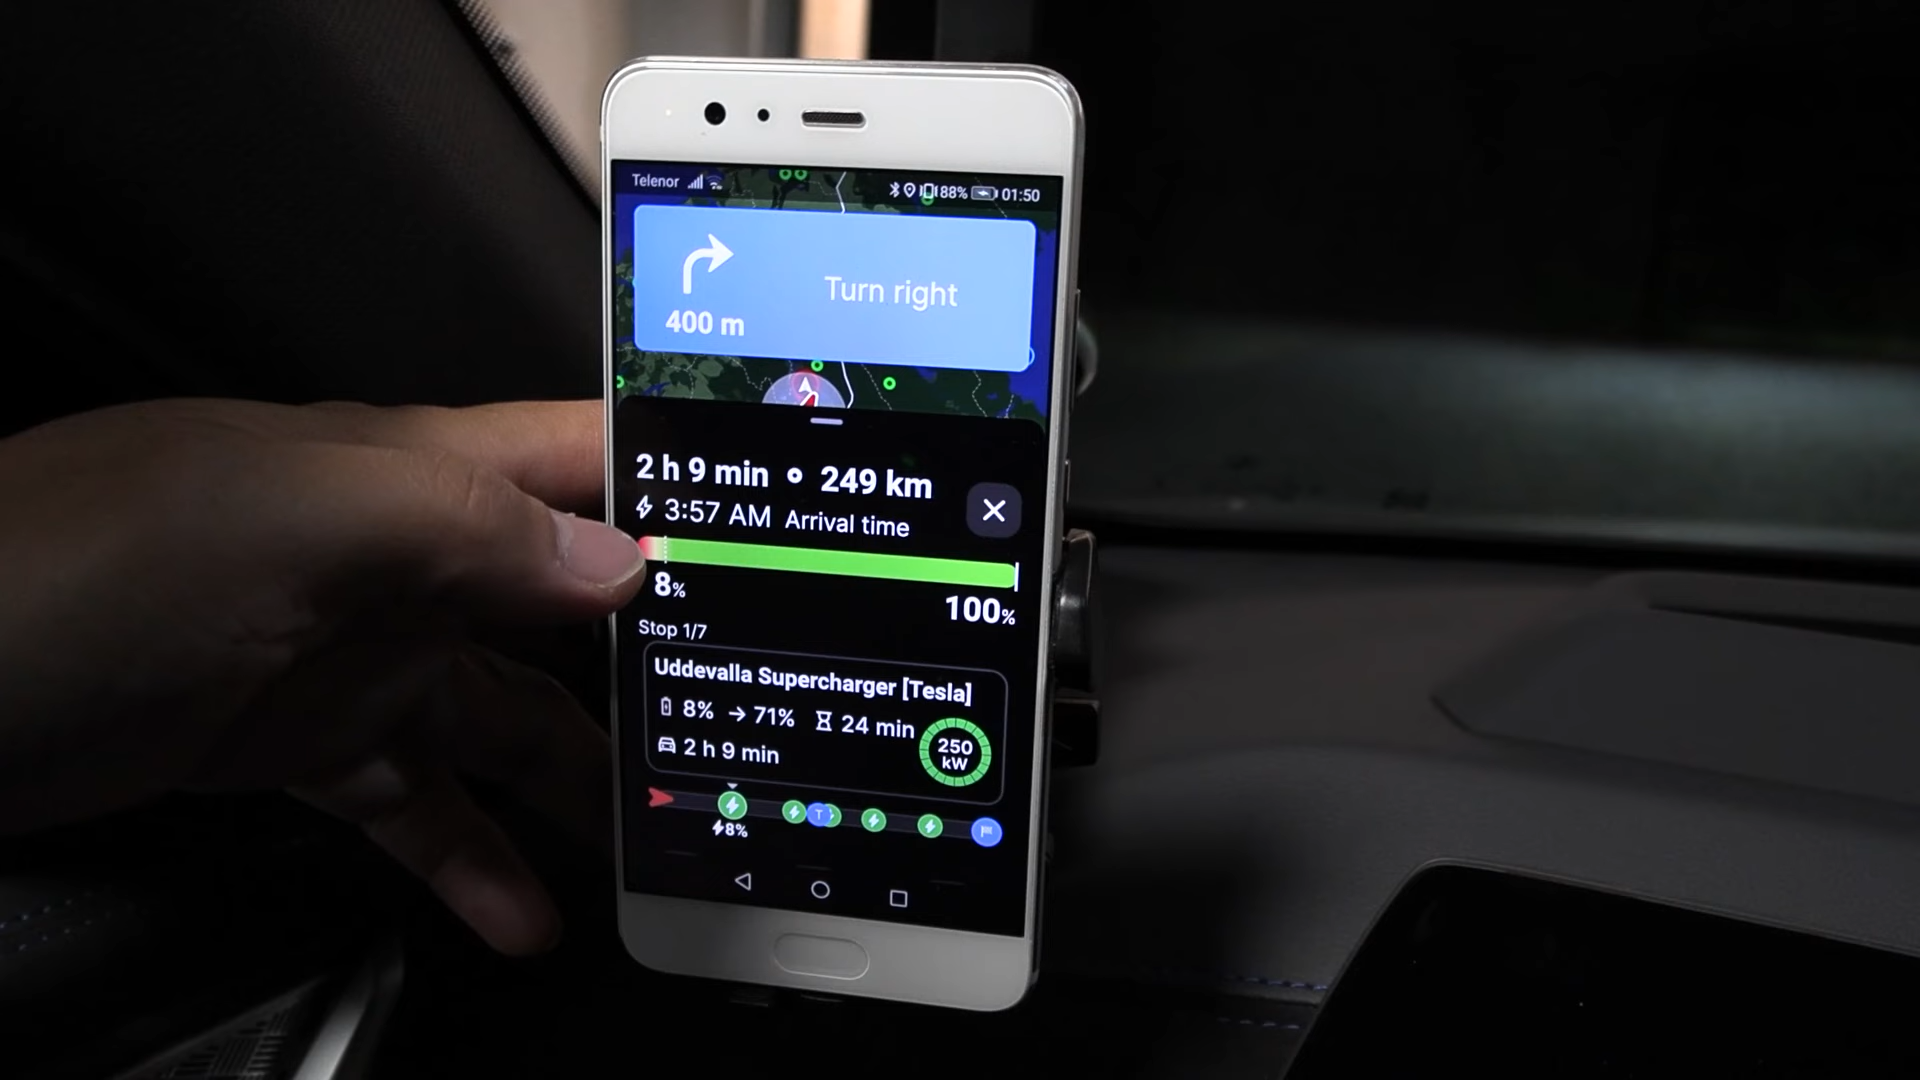 Telenor 88% 01:50
Turn right
400 m
2 h 9 min 249 km
3:57 AM Arrival time
8%
100%
Stop 1/7
Uddevalla Supercharger [Tesla]
8% → 71% 24 min
250 kW
2 h 9 min
T
8%